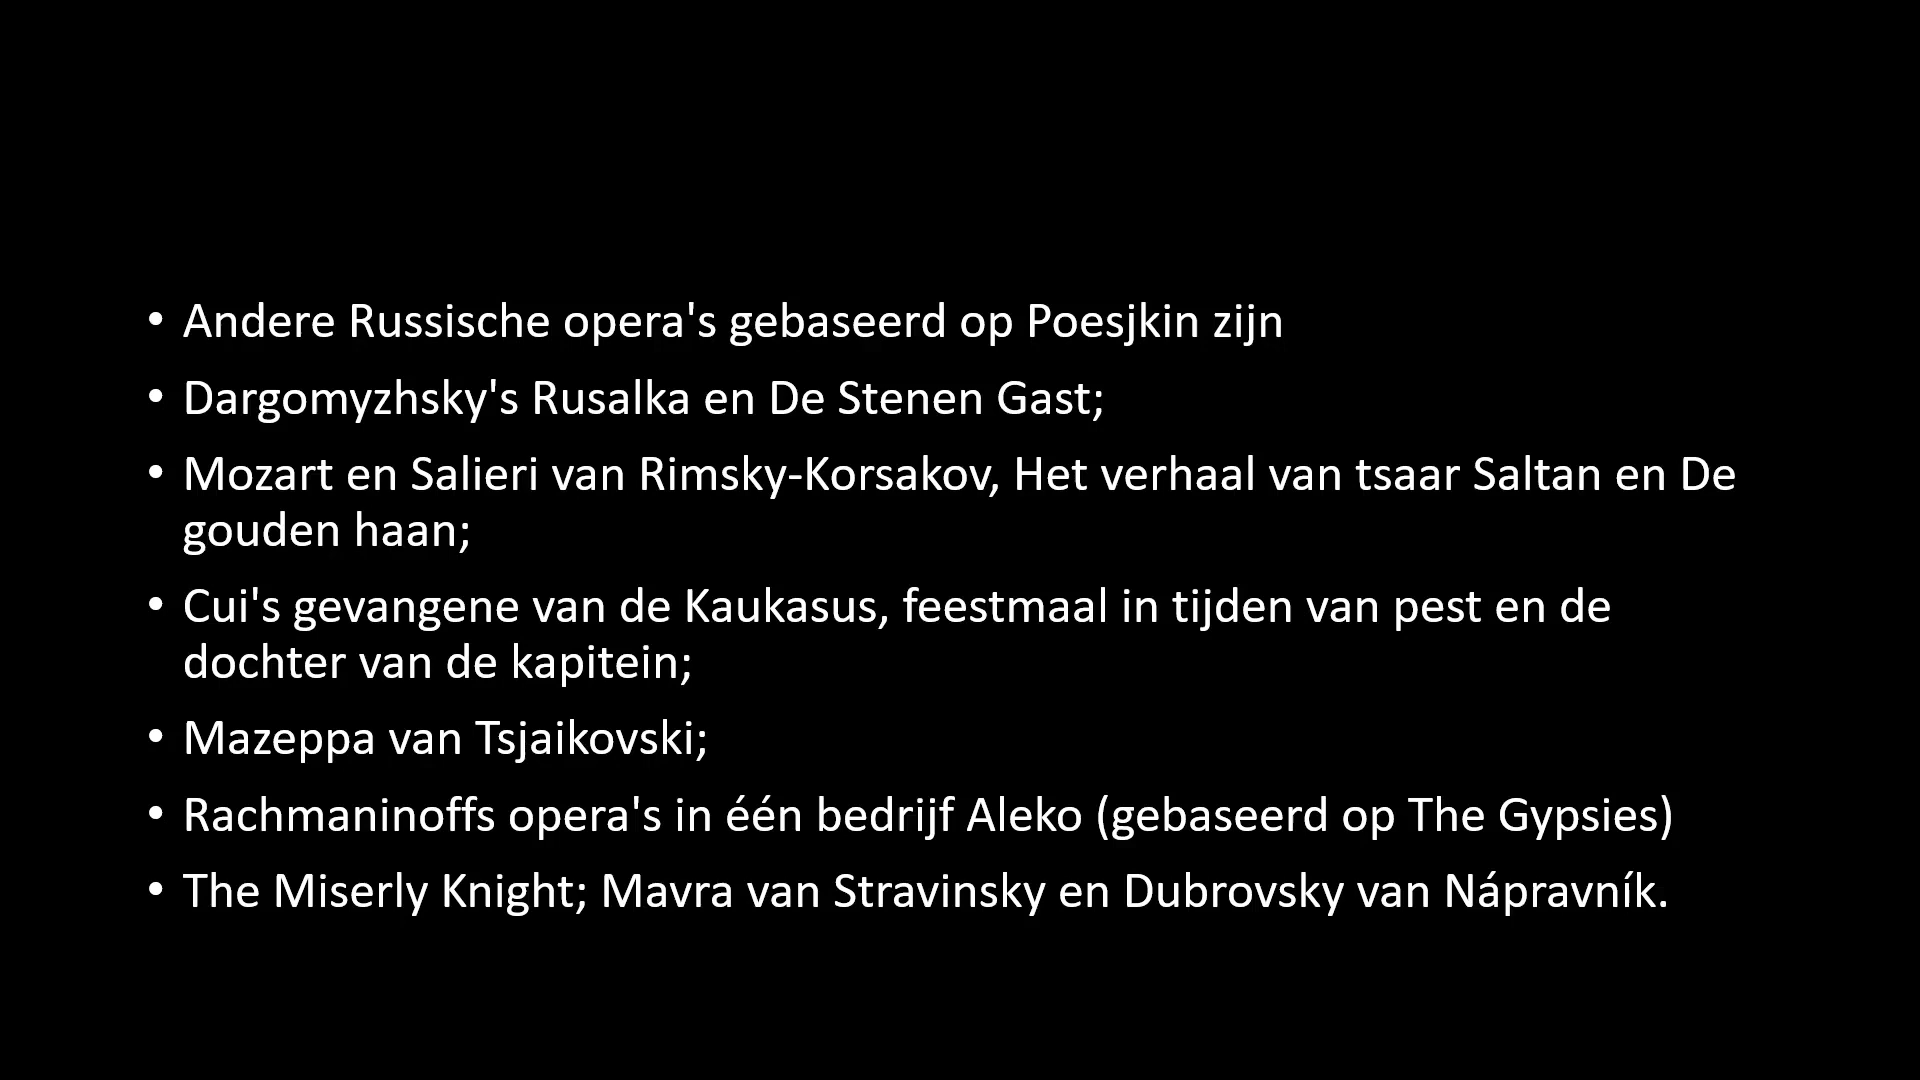 • Andere Russische opera's gebaseerd op Poesjkin zijn
• Dargomyzhsky's Rusalka en De Stenen Gast;
• Mozart en Salieri van Rimsky-Korsakov, Het verhaal van tsaar Saltan en De
gouden haan;
• Cui's gevangene van de Kaukasus, feestmaal in tijden van pest en de
dochter van de kapitein;
• Mazeppa van Tsjaikovski;
• Rachmaninoffs opera's in één bedrijf Aleko (gebaseerd op The Gypsies)
• The Miserly Knight; Mavra van Stravinsky en Dubrovsky van Nápravník.